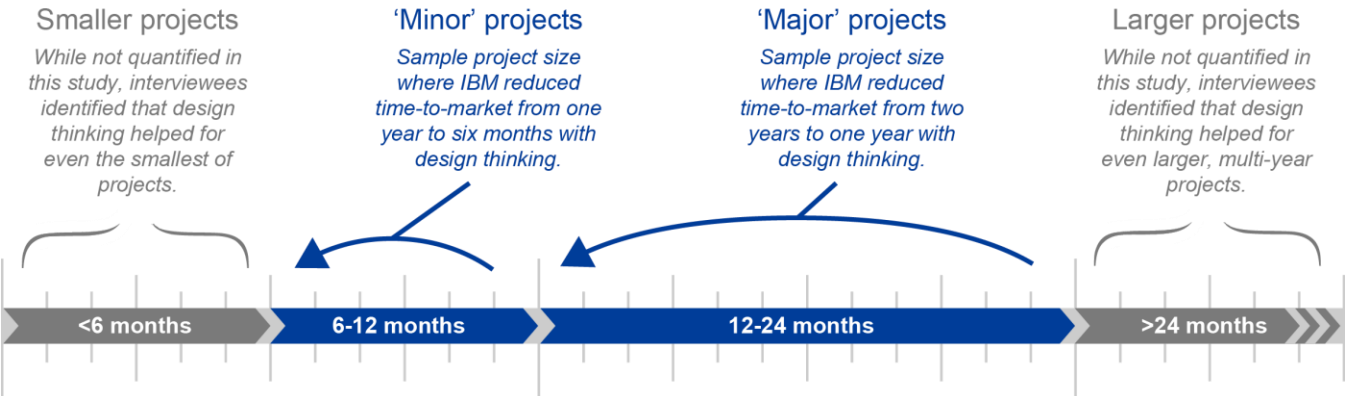 Smaller projects
While not quantified in
this study, interviewees
identified that design
thinking helped for
even the smallest of
projects.
‘Minor’ projects
Sample project size
where IBM reduced
time-to-market from one
year to six months with
design thinking.
‘Major’ projects
Sample project size
where IBM reduced
time-to-market from two
years to one year with
design thinking.
Larger projects
While not quantified in
this study, interviewees
identified that design
thinking helped for
even larger, multi-year
projects.
<6 months
6-12 months
12-24 months
>24 months